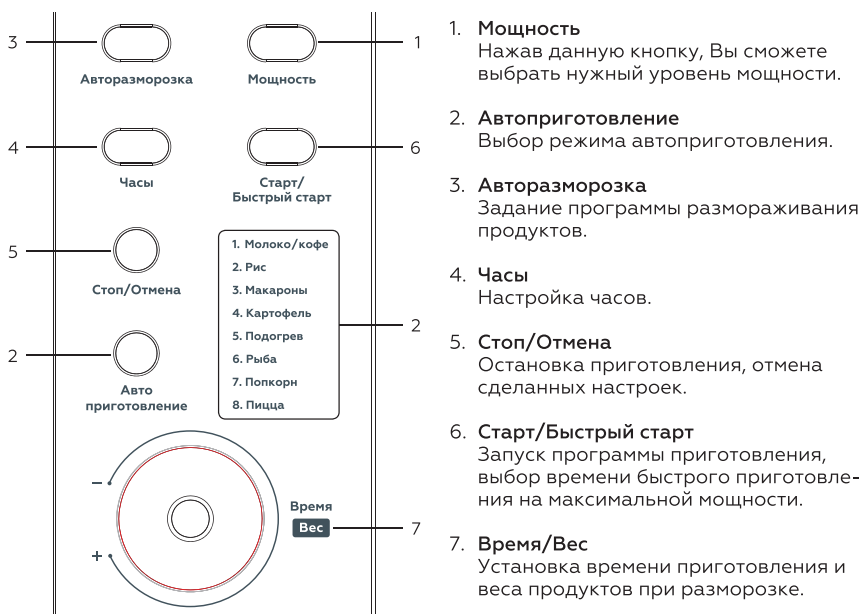 3
1
Авторазморозка
Мощность
4
6
Часы
Старт/
Быстрый старт
5
Стоп/Отмена
1. Молоко/кофе
2. Рис
3. Макароны
4. Картофель
5. Подогрев
6. Рыба
7. Попкорн
8. Пицца
2
2
Авто
приготовление
−
+
Время
Вес
7
1. Мощность
Нажав данную кнопку, Вы сможете
выбрать нужный уровень мощности.
2. Автоприготовление
Выбор режима автоприготовления.
3. Авторазморозка
Задание программы размораживания
продуктов.
4. Часы
Настройка часов.
5. Стоп/Отмена
Остановка приготовления, отмена
сделанных настроек.
6. Старт/Быстрый старт
Запуск программы приготовления,
выбор времени быстрого приготовле-
ния на максимальной мощности.
7. Время/Вес
Установка времени приготовления и
веса продуктов при разморозке.